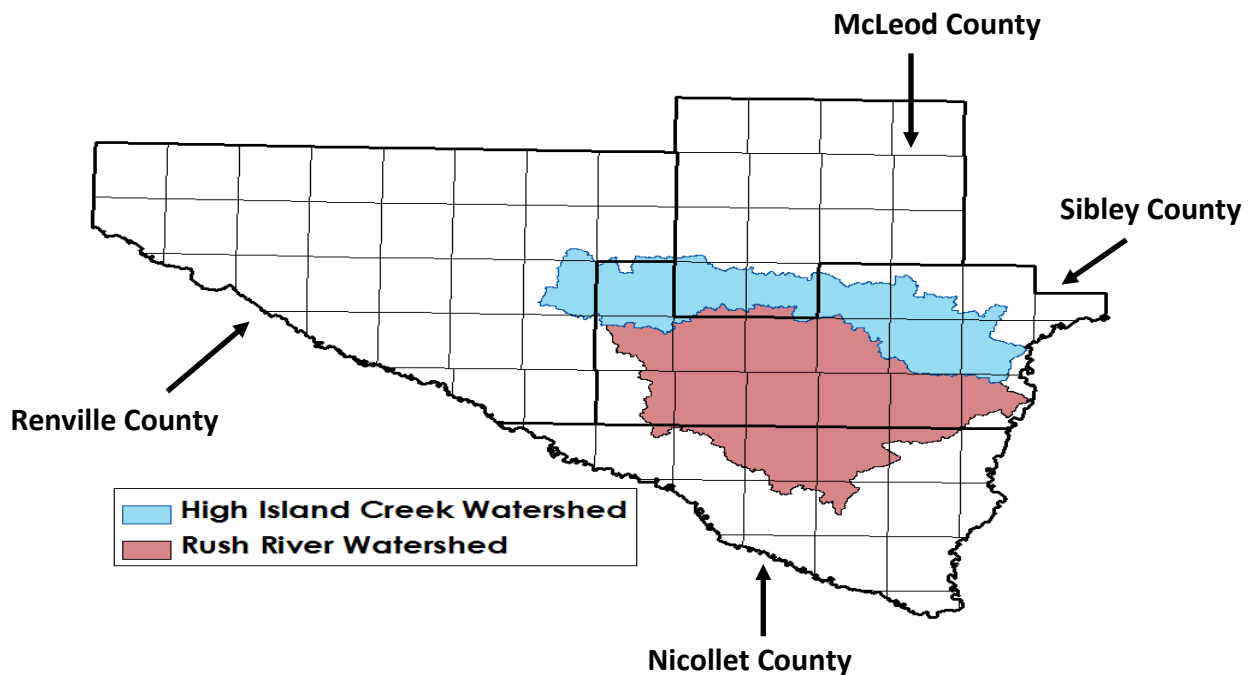 McLeod County
Sibley County
Renville County
High Island Creek Watershed
Rush River Watershed
Nicollet County